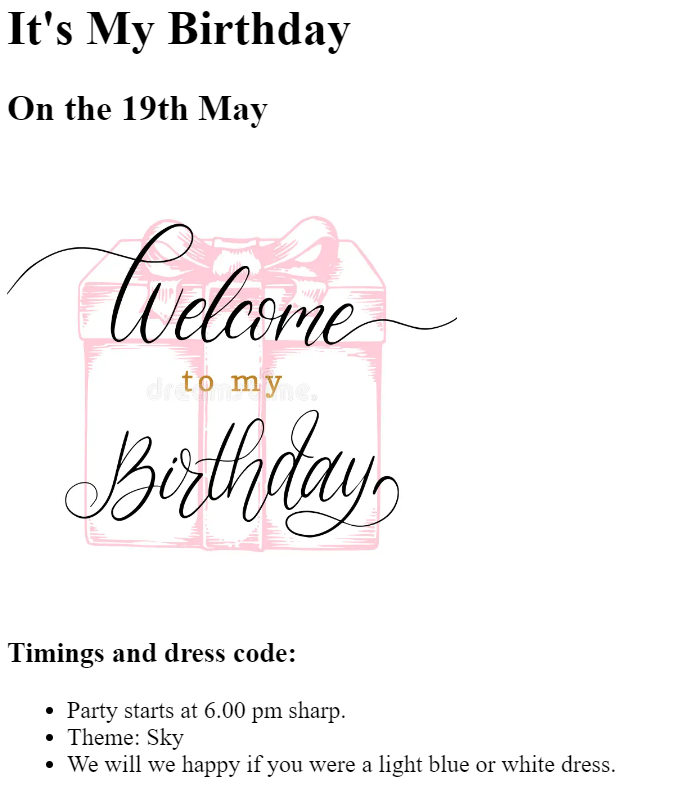 It's My Birthday
On the 19th May
Welcome
to my
dreamstime.
Birthday
Timings and dress code:
Party starts at 6.00 pm sharp.
Theme: Sky
We will we happy if you were a light blue or white dress.